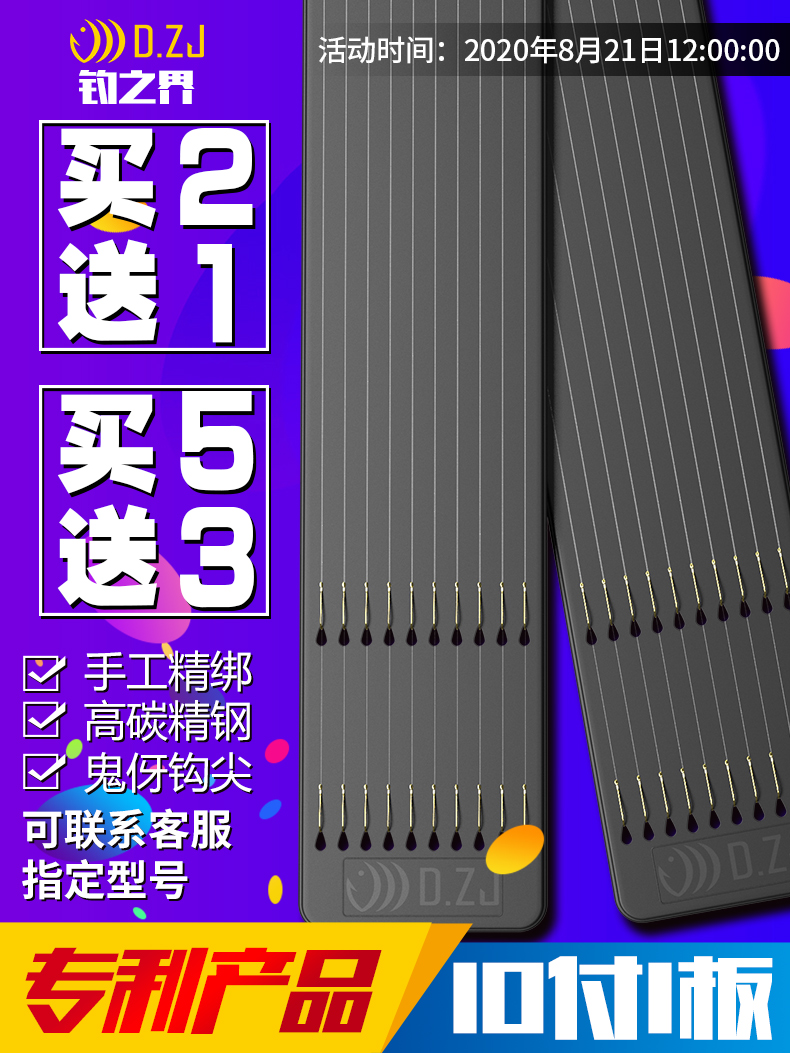 D.ZJ
钓之界
活动时间：2020年8月21日12:00:00
买2
送1
买5
送3
手工精绑
高碳精钢
鬼伢钩尖
可联系客服
指定型号
D.ZJ
D.Z
专利产品
10付1板